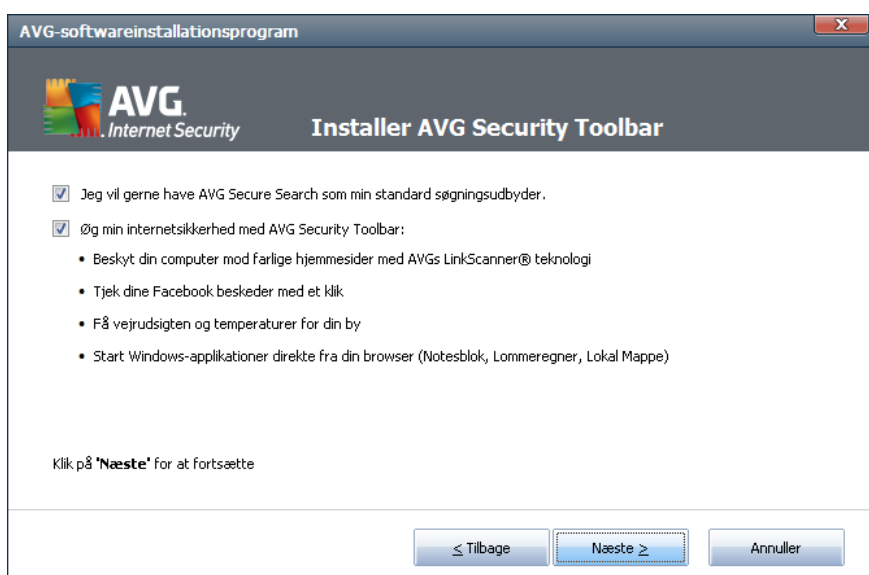 AVG-softwareinstallationsprogram
X
AVG.
Internet Security
Installer AVG Security Toolbar
Jeg vil gerne have AVG Secure Search som min standard søgningsudbyder.
Øg min internetsikkerhed med AVG Security Toolbar:
• Beskyt din computer mod farlige hjemmesider med AVGs LinkScanner® teknologi
• Tjek dine Facebook beskeder med et klik
• Få vejrudsigten og temperaturer for din by
• Start Windows-applikationer direkte fra din browser (Notesblok, Lommeregner, Lokal Mappe)
Klik på 'Næste' for at fortsætte
< Tilbage
Næste >
Annuller